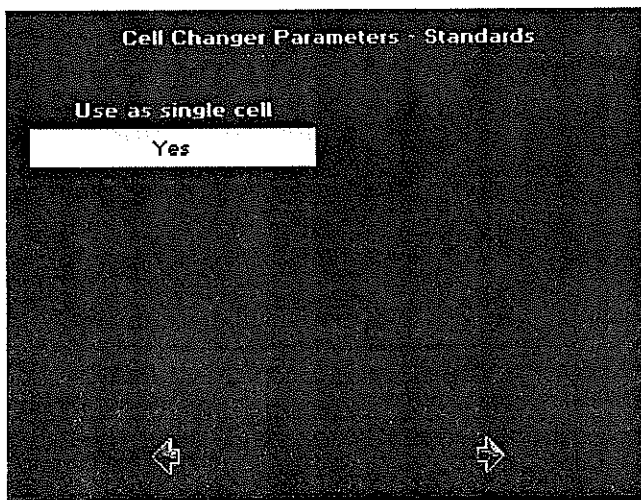 Cell Changer Parameters - Standards
Use as single cell
Yes